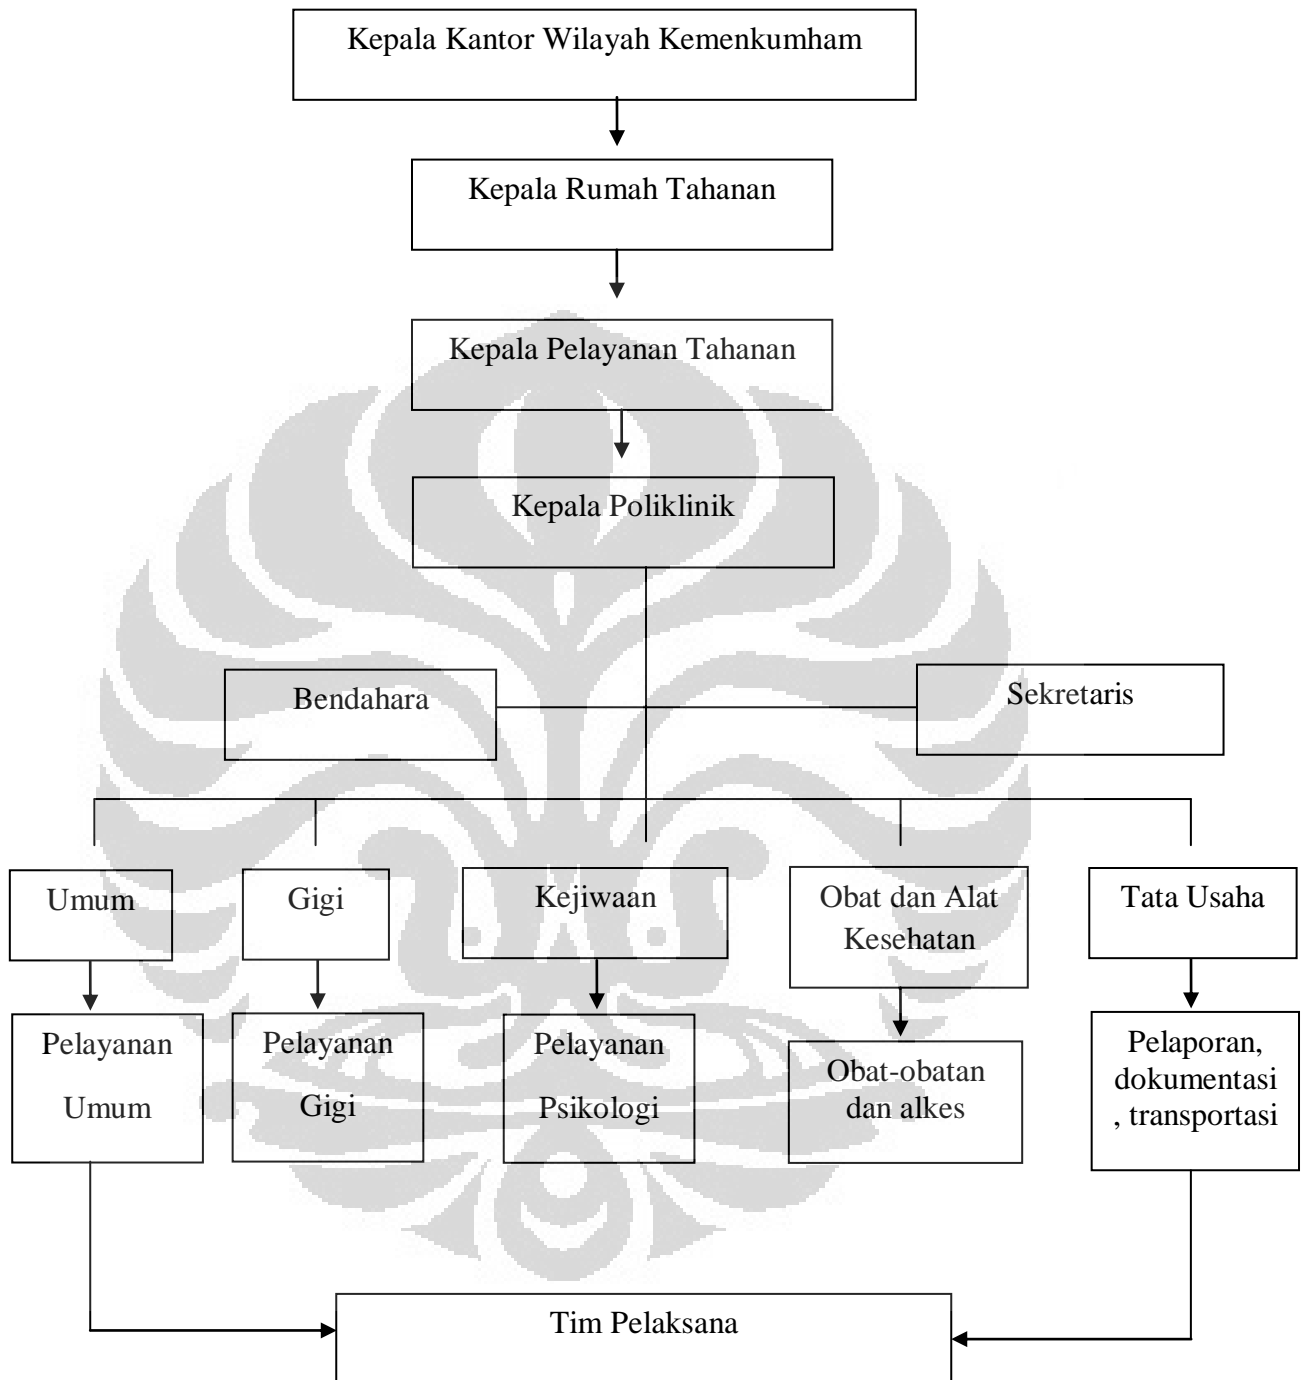 Kepala Kantor Wilayah Kemenkumham
Kepala Rumah Tahanan
Kepala Pelayanan Tahanan
Kepala Poliklinik
Bendahara
Sekretaris
Umum
Gigi
Kejiwaan
Obat dan Alat
Kesehatan
Tata Usaha
Pelayanan
Umum
Pelayanan
Gigi
Pelayanan
Psikologi
Obat-obatan
dan alkes
Pelaporan,
dokumentasi
, transportasi
Tim Pelaksana